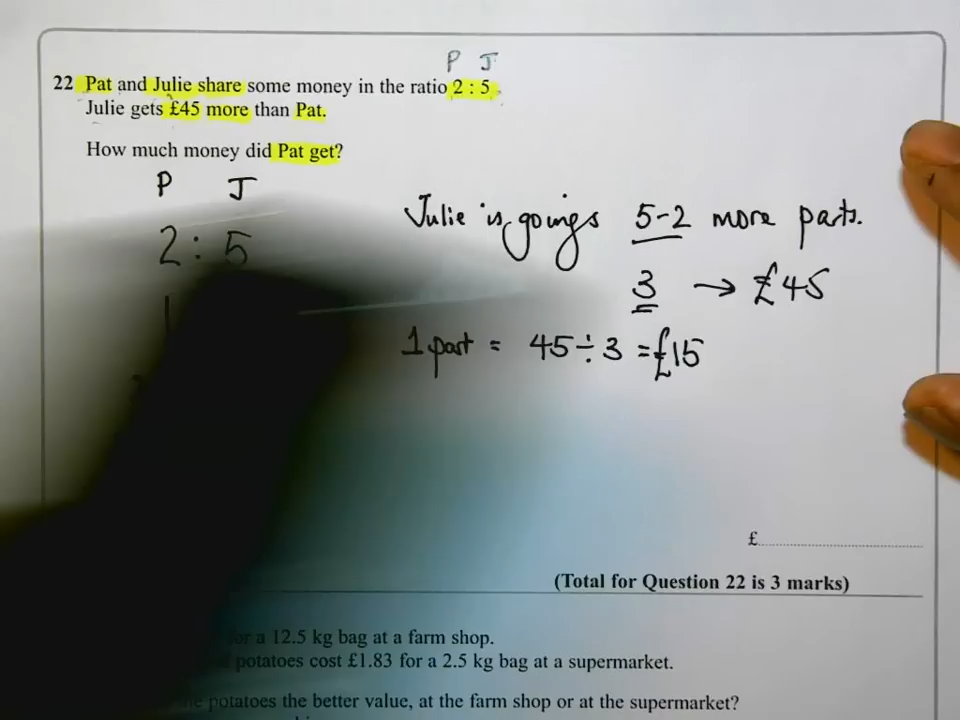 P J
22 Pat and Julie share some money in the ratio 2 : 5.
Julie gets £45 more than Pat.
How much money did Pat get?
P J
2 : 5
Julie is goings 5-2 more parts.
3 → £45
1 part = 45 ÷ 3 = £15
£
(Total for Question 22 is 3 marks)
for a 12.5 kg bag at a farm shop.
potatoes cost £1.83 for a 2.5 kg bag at a supermarket.
potatoes the better value, at the farm shop or at the supermarket?